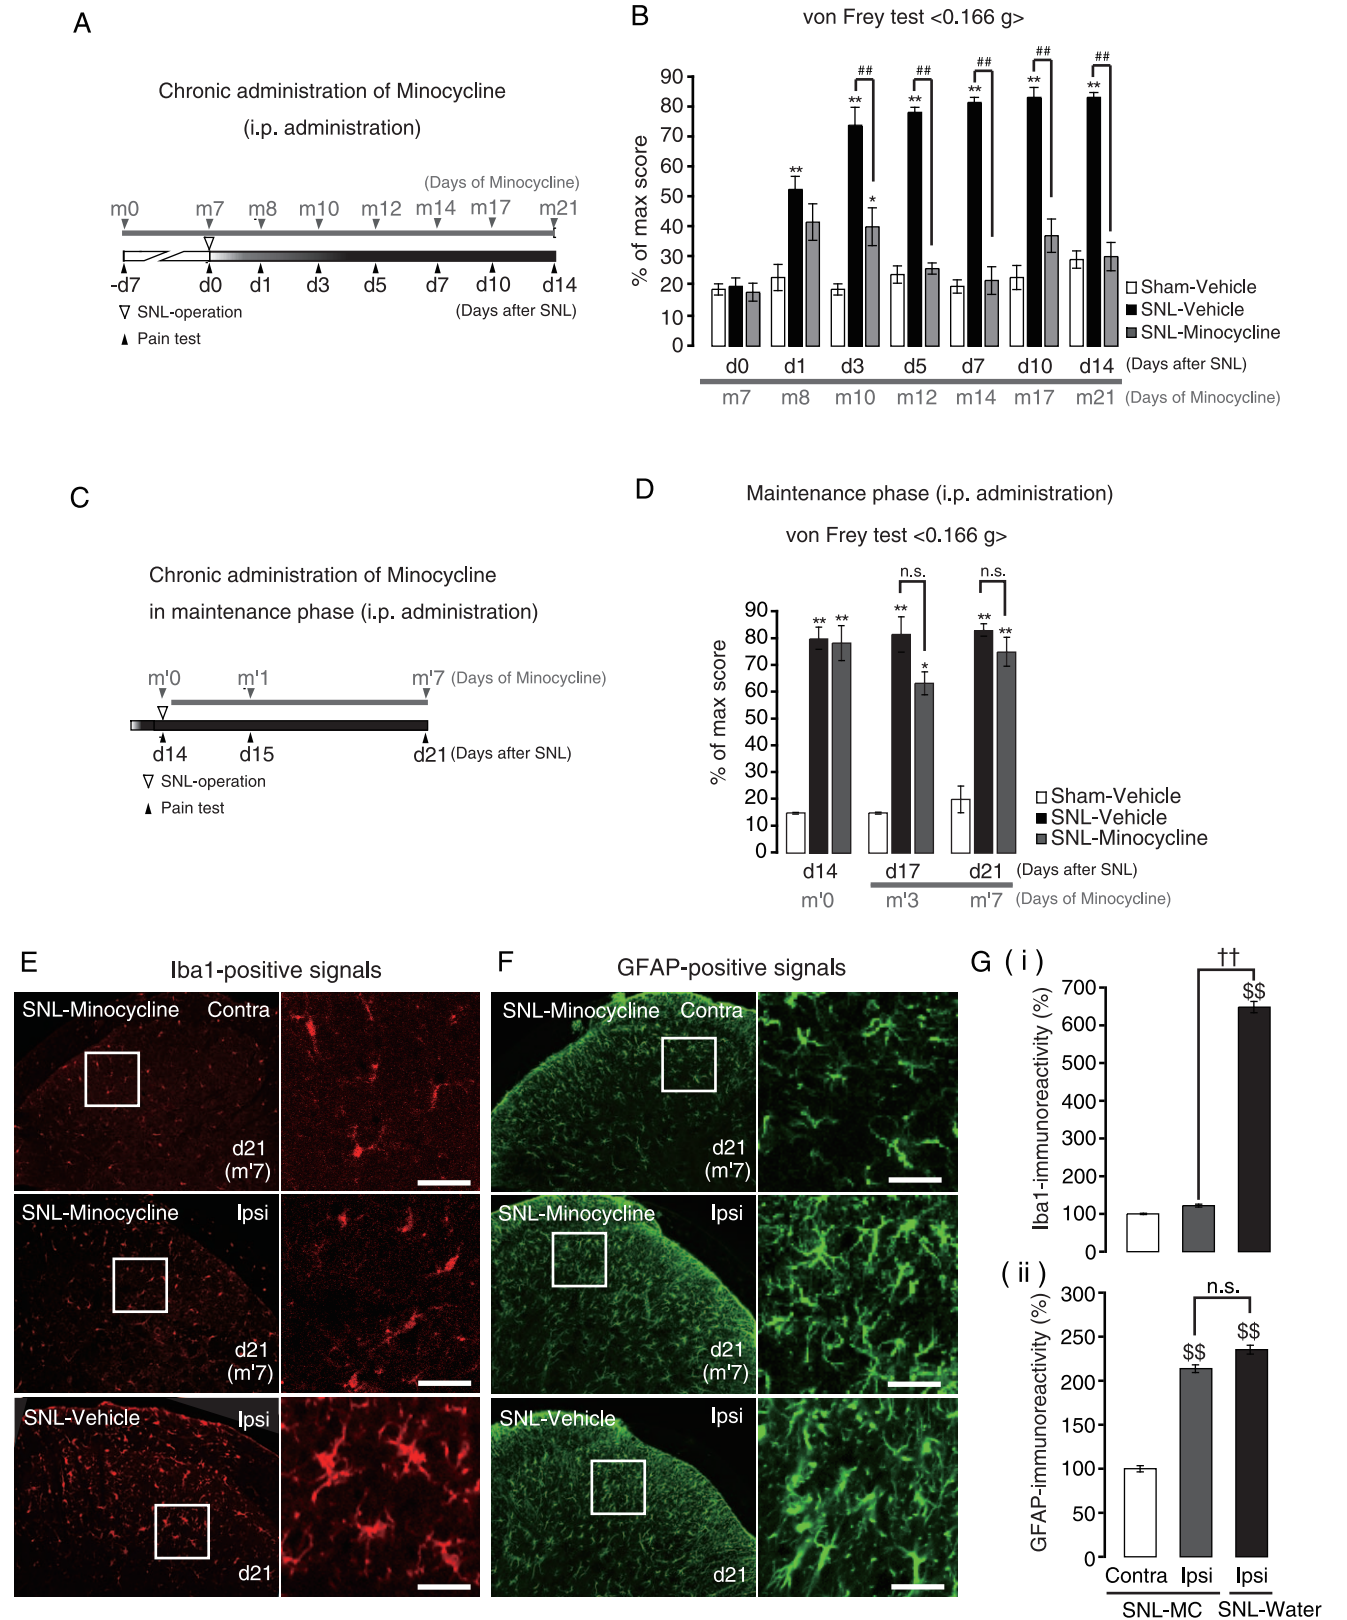 A
Chronic administration of Minocycline
(i.p. administration)
(Days of Minocycline)
m0 m7 m8 m10 m12 m14 m17 m21
-d7 d0 d1 d3 d5 d7 d10 d14
(Days after SNL)
SNL-operation
Pain test
B
von Frey test <0.166 g>
% of max score
90
80
70
60
50
40
30
20
10
0
** ** ** ** ** **
*
## ## ## ## ##
Sham-Vehicle
SNL-Vehicle
SNL-Minocycline
d0 d1 d3 d5 d7 d10 d14 (Days after SNL)
m7 m8 m10 m12 m14 m17 m21 (Days of Minocycline)
C
Chronic administration of Minocycline
in maintenance phase (i.p. administration)
m'0 m'1 m'7 (Days of Minocycline)
d14 d15 d21 (Days after SNL)
SNL-operation
Pain test
D
Maintenance phase (i.p. administration)
von Frey test <0.166 g>
% of max score
90
80
70
60
50
40
30
20
10
0
n.s. n.s.
** ** ** * ** **
Sham-Vehicle
SNL-Vehicle
SNL-Minocycline
d14 d17 d21 (Days after SNL)
m'0 m'3 m'7 (Days of Minocycline)
E
Iba1-positive signals
SNL-Minocycline Contra
d21
(m'7)
SNL-Minocycline Ipsi
d21
(m'7)
SNL-Vehicle Ipsi
d21
F
GFAP-positive signals
SNL-Minocycline Contra
d21
(m'7)
SNL-Minocycline Ipsi
d21
(m'7)
SNL-Vehicle Ipsi
d21
G (i)
Iba1-immunoreactivity (%)
700
600
500
400
300
200
100
0
††
$$
(ii)
GFAP-immunoreactivity (%)
300
250
200
150
100
50
0
n.s.
$$ $$
Contra Ipsi Ipsi
SNL-MC SNL-Water